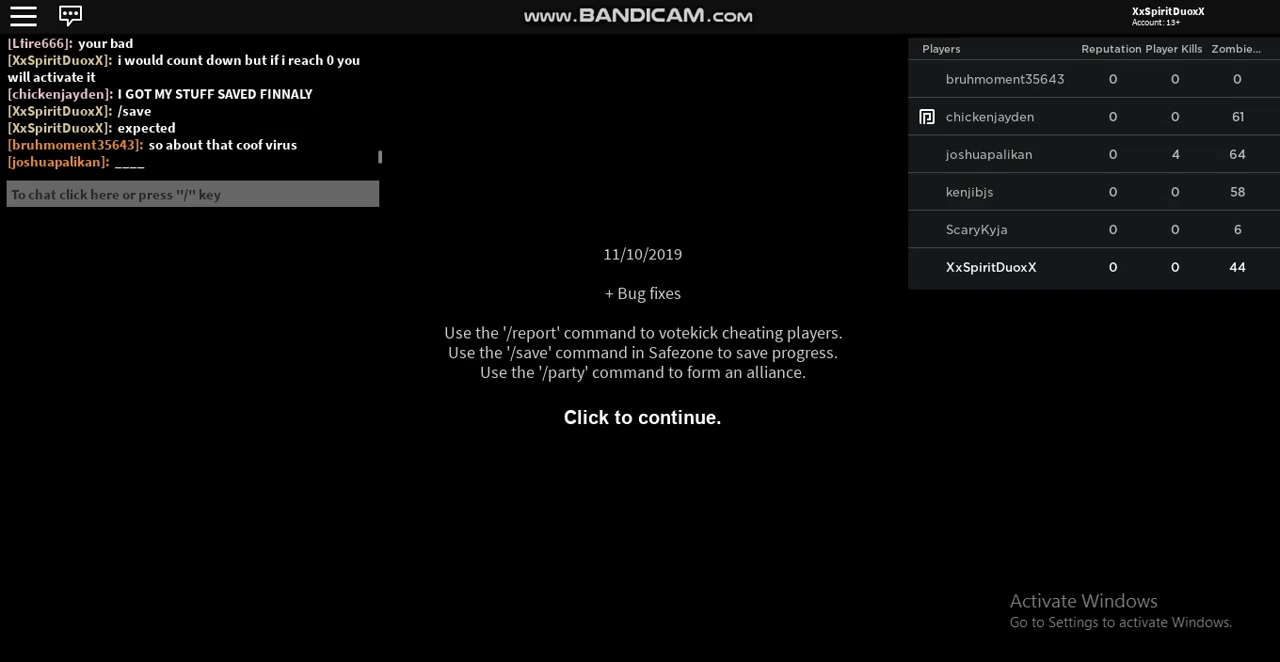 www.BANDICAM.com
XxSpiritDuoxX
Account: 13+
[Lfire666]: your bad
[XxSpiritDuoxX]: i would count down but if i reach 0 you
will activate it
[chickenjayden]: I GOT MY STUFF SAVED FINNALY
[XxSpiritDuoxX]: /save
[XxSpiritDuoxX]: expected
[bruhmoment35643]: so about that coof virus
[joshuapalikan]: ____
To chat click here or press "/" key
Players Reputation Player Kills Zombie...
bruhmoment35643 0 0 0
chickenjayden 0 0 61
joshuapalikan 0 4 64
kenjibjs 0 0 58
ScaryKyja 0 0 6
XxSpiritDuoxX 0 0 44
11/10/2019
+ Bug fixes
Use the '/report' command to votekick cheating players.
Use the '/save' command in Safezone to save progress.
Use the '/party' command to form an alliance.
Click to continue.
Activate Windows
Go to Settings to activate Windows.